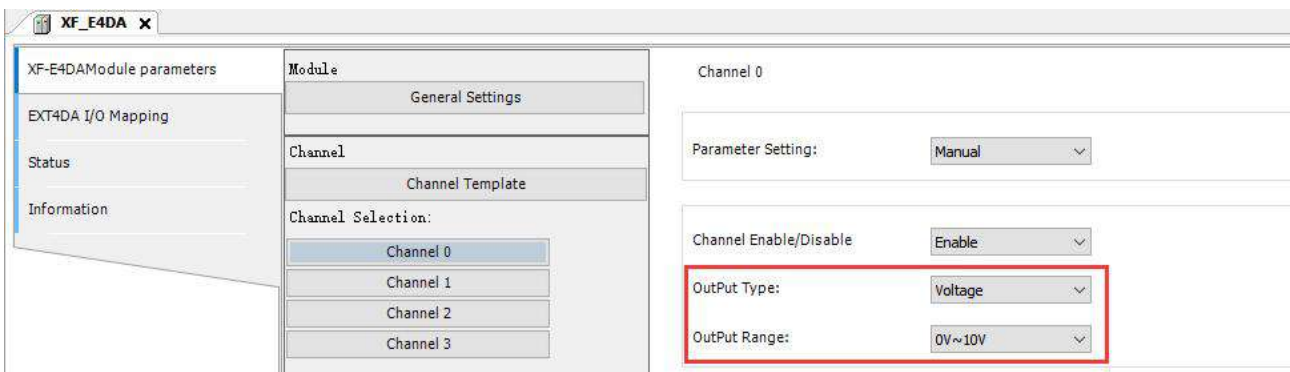 XF_E4DA X
XF-E4DAModule parameters
EXT4DA I/O Mapping
Status
Information
Module
General Settings
Channel
Channel Template
Channel Selection:
Channel 0
Channel 1
Channel 2
Channel 3
Channel 0
Parameter Setting: Manual
Channel Enable/Disable Enable
OutPut Type: Voltage
OutPut Range: 0V~10V